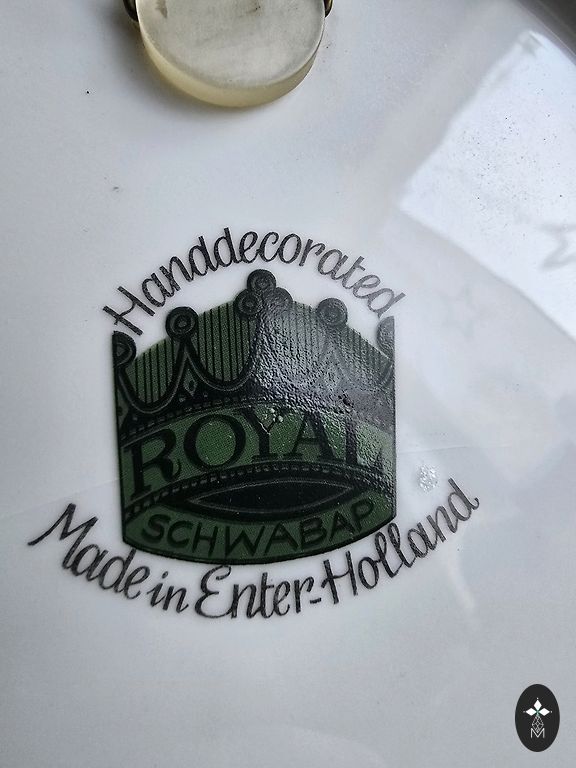 Handdecorated
ROYAL
SCHWABAP
Made in Enter-Holland
M